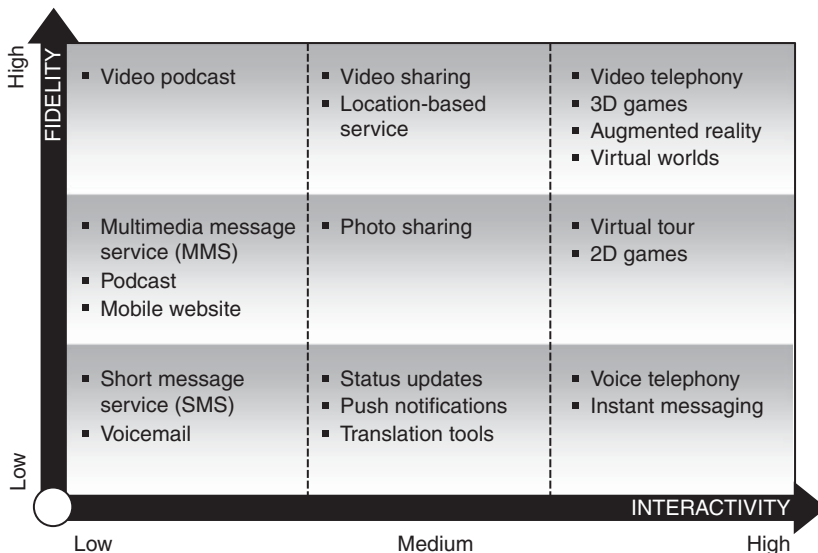 High
FIDELITY
▪ Video podcast
▪ Video sharing
▪ Location-based
service
▪ Video telephony
▪ 3D games
▪ Augmented reality
▪ Virtual worlds
▪ Multimedia message
service (MMS)
▪ Podcast
▪ Mobile website
▪ Photo sharing
▪ Virtual tour
▪ 2D games
▪ Short message
service (SMS)
▪ Voicemail
▪ Status updates
▪ Push notifications
▪ Translation tools
▪ Voice telephony
▪ Instant messaging
Low
INTERACTIVITY
Low
Medium
High